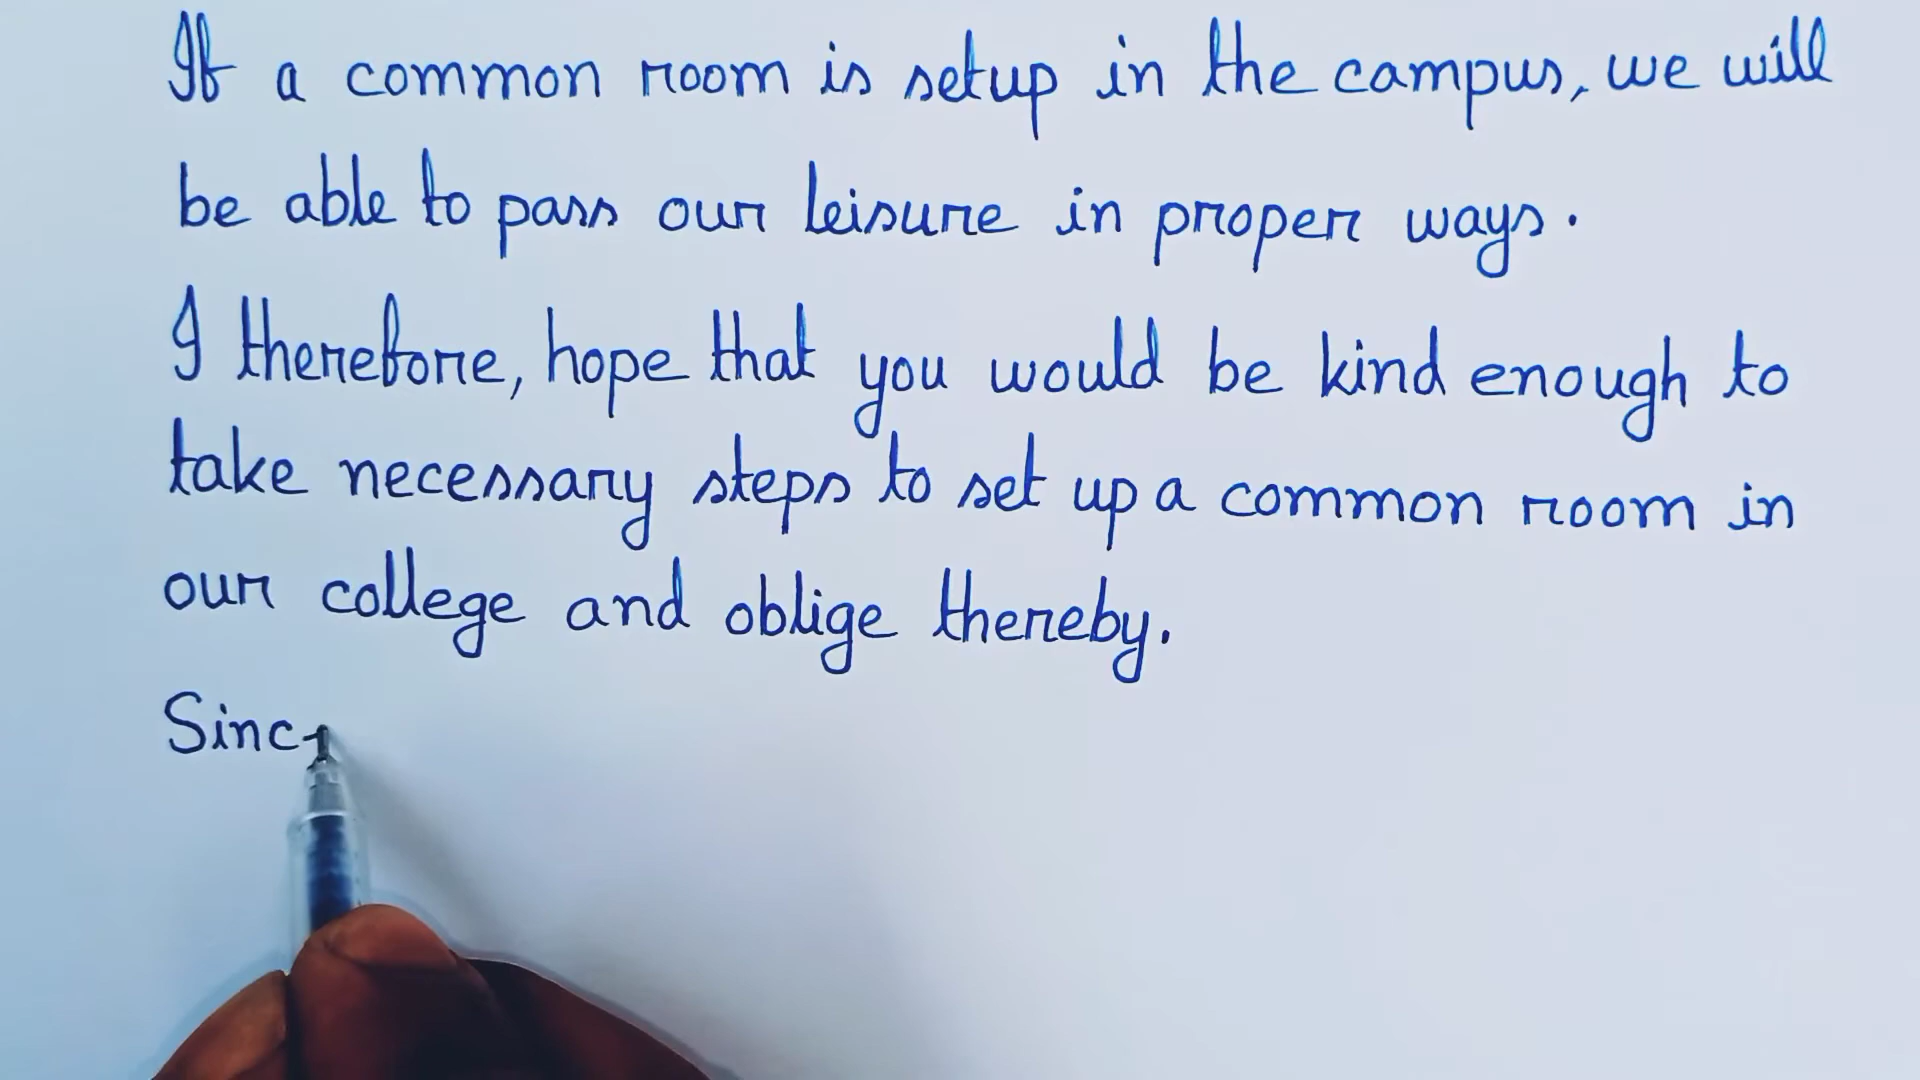 If a common room is setup in the campus, we will
be able to pass our leisure in proper ways.
I therefore, hope that you would be kind enough to
take necessary steps to set up a common room in
our college and oblige thereby.
Sinc